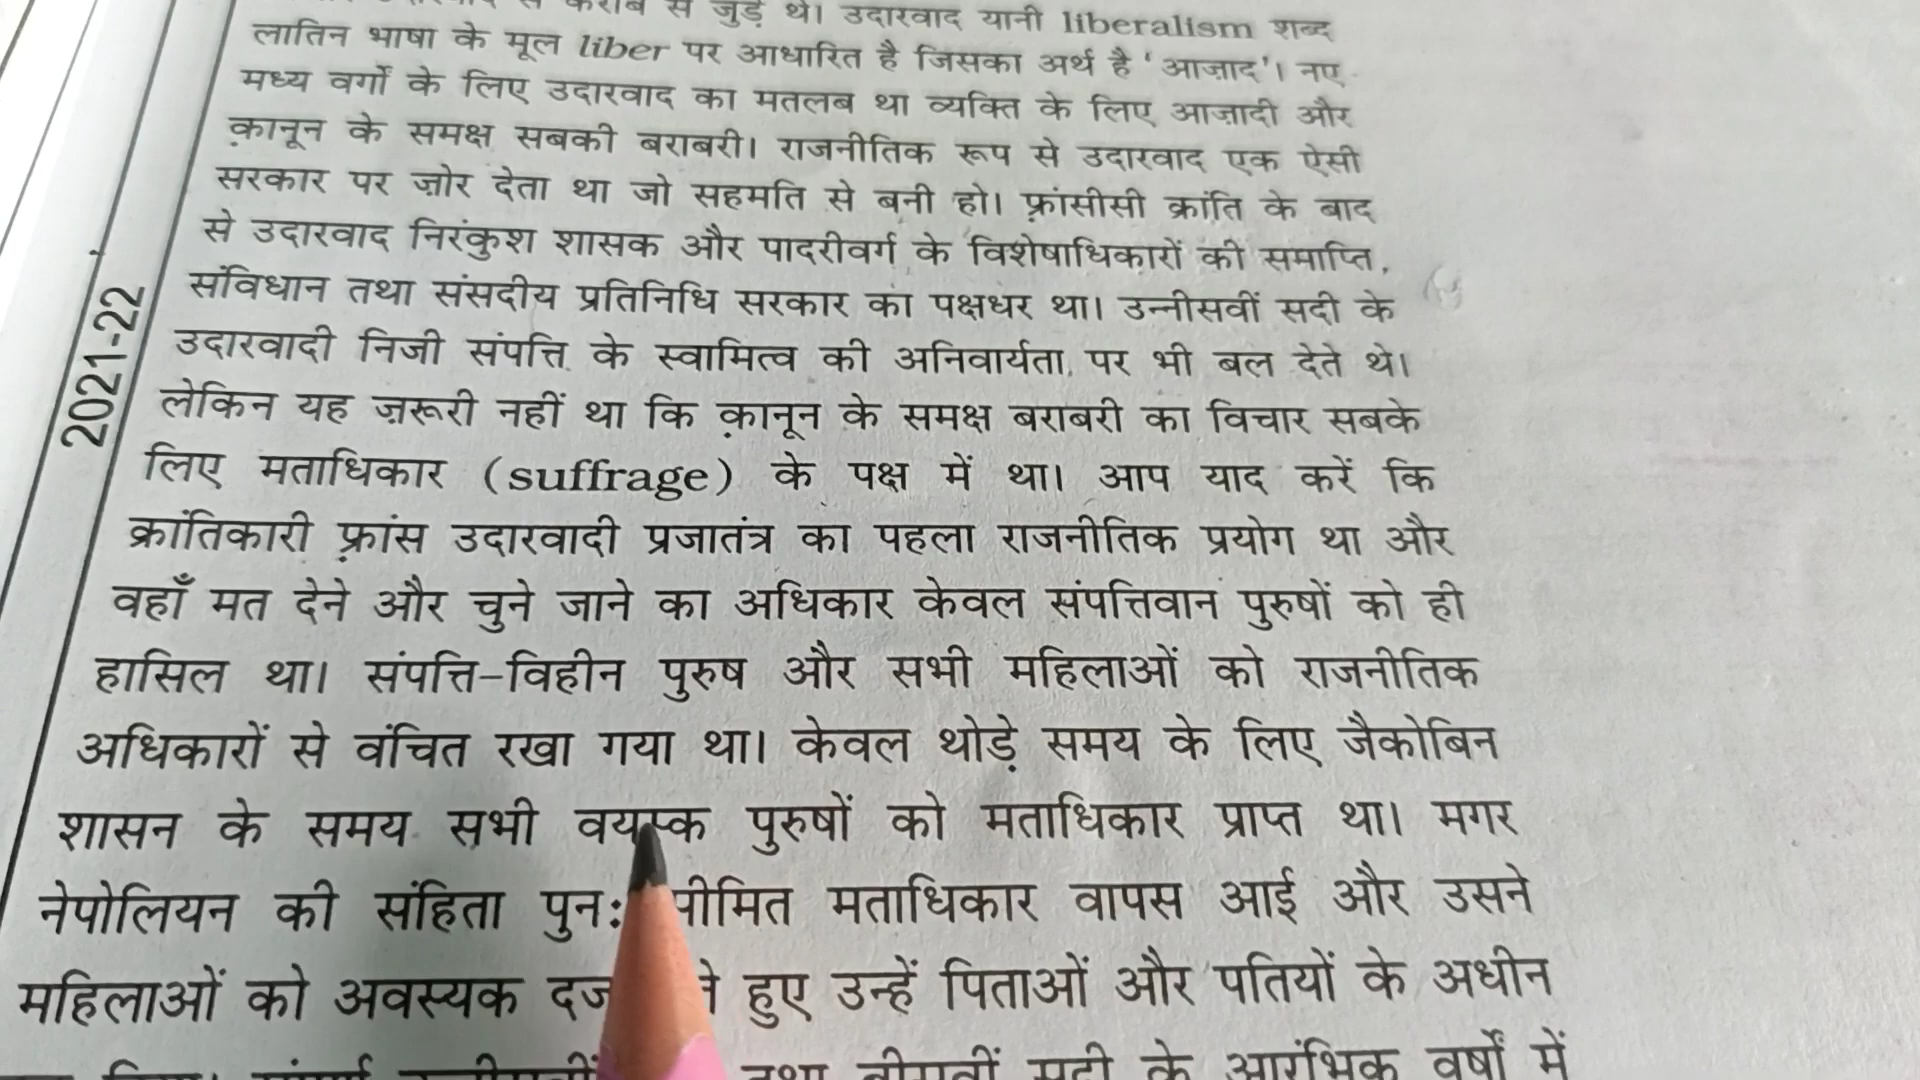 से जुड़े थे। उदारवाद यानी liberalism शब्द
लातिन भाषा के मूल liber पर आधारित है जिसका अर्थ है 'आज़ाद'। नए
मध्य वर्गों के लिए उदारवाद का मतलब था व्यक्ति के लिए आज़ादी और
क़ानून के समक्ष सबकी बराबरी। राजनीतिक रूप से उदारवाद एक ऐसी
सरकार पर ज़ोर देता था जो सहमति से बनी हो। फ़्रांसीसी क्रांति के बाद
से उदारवाद निरंकुश शासक और पादरीवर्ग के विशेषाधिकारों की समाप्ति,
संविधान तथा संसदीय प्रतिनिधि सरकार का पक्षधर था। उन्नीसवीं सदी के
उदारवादी निजी संपत्ति के स्वामित्व की अनिवार्यता पर भी बल देते थे।
लेकिन यह ज़रूरी नहीं था कि क़ानून के समक्ष बराबरी का विचार सबके
लिए मताधिकार (suffrage) के पक्ष में था। आप याद करें कि
क्रांतिकारी फ़्रांस उदारवादी प्रजातंत्र का पहला राजनीतिक प्रयोग था और
वहाँ मत देने और चुने जाने का अधिकार केवल संपत्तिवान पुरुषों को ही
हासिल था। संपत्ति-विहीन पुरुष और सभी महिलाओं को राजनीतिक
अधिकारों से वंचित रखा गया था। केवल थोड़े समय के लिए जैकोबिन
शासन के समय सभी वयस्क पुरुषों को मताधिकार प्राप्त था। मगर
नेपोलियन की संहिता पुन: सीमित मताधिकार वापस आई और उसने
महिलाओं को अवस्यक हुए उन्हें पिताओं और पतियों के अधीन
तथा बीसवीं सदी के आरंभिक वर्षों में
2021-22